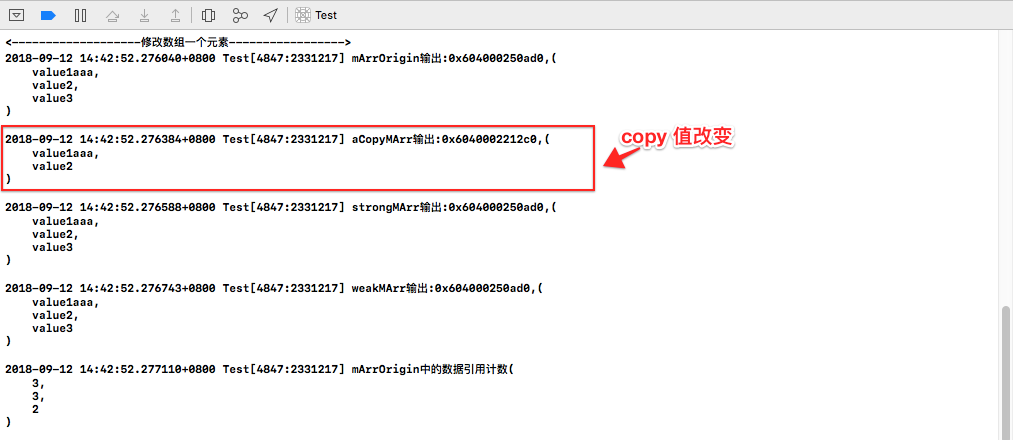 Test
<-------------------修改数组一个元素----------------->
2018-09-12 14:42:52.276040+0800 Test[4847:2331217] mArrOrigin输出:0x604000250ad0,(
value1aaa,
value2,
value3
)
2018-09-12 14:42:52.276384+0800 Test[4847:2331217] aCopyMArr输出:0x6040002212c0,(
value1aaa,
value2
)
copy 值改变
2018-09-12 14:42:52.276588+0800 Test[4847:2331217] strongMArr输出:0x604000250ad0,(
value1aaa,
value2,
value3
)
2018-09-12 14:42:52.276743+0800 Test[4847:2331217] weakMArr输出:0x604000250ad0,(
value1aaa,
value2,
value3
)
2018-09-12 14:42:52.277110+0800 Test[4847:2331217] mArrOrigin中的数据引用计数(
3,
3,
2
)